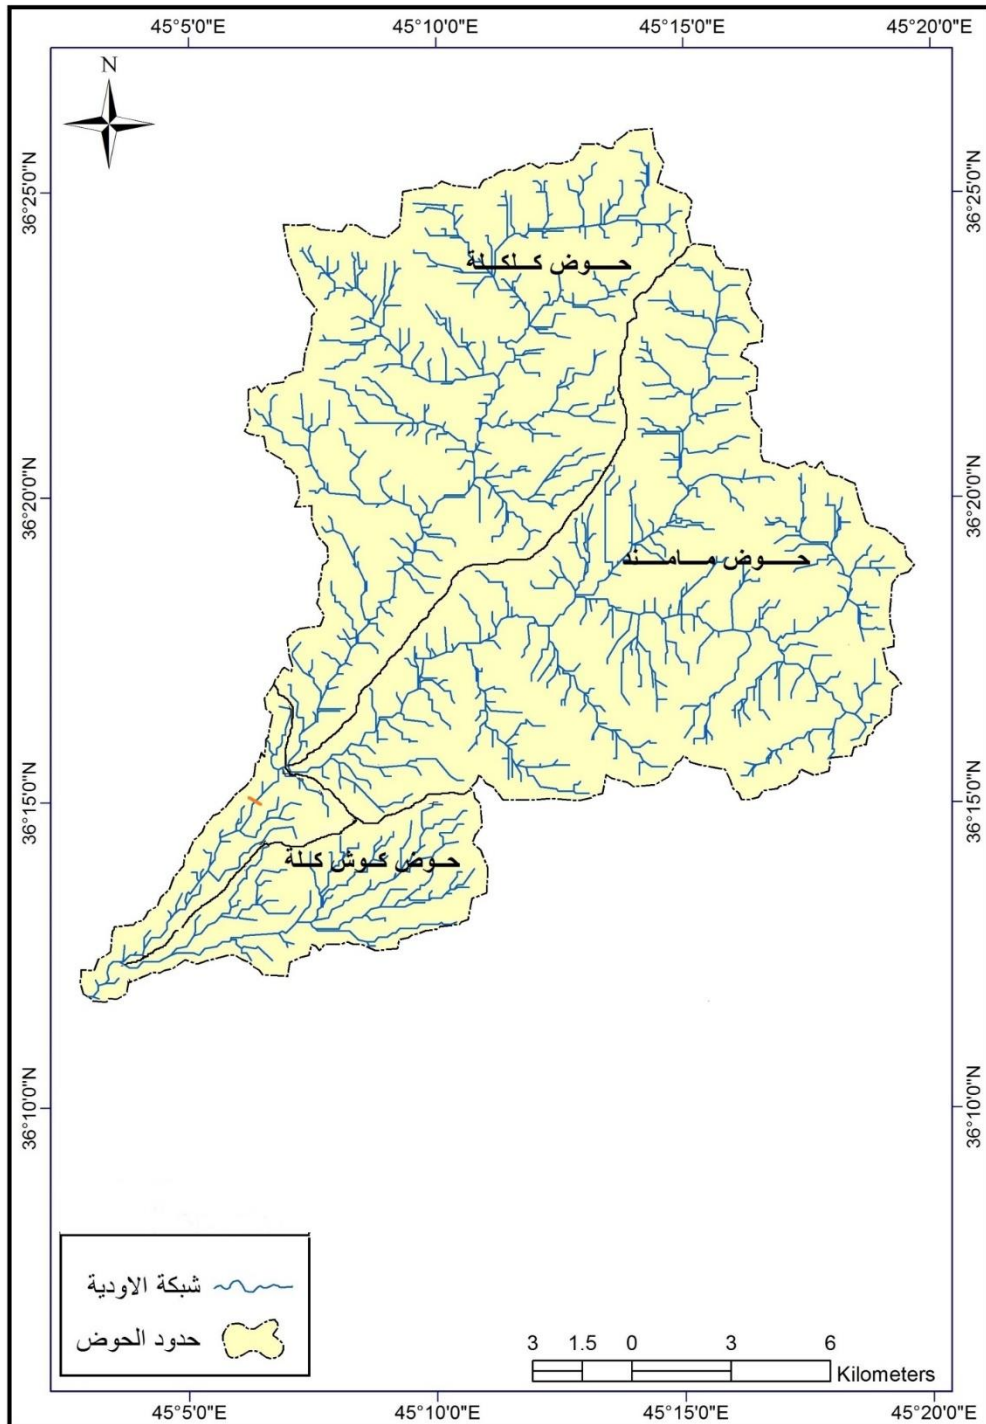 45°5'0"E 45°10'0"E 45°15'0"E 45°20'0"E
N
36°25'0"N 36°25'0"N
حـــوض كـلـكـلـة
36°20'0"N 36°20'0"N
حـــوض مـامـــنـد
36°15'0"N 36°15'0"N
حـوض كـوش كـلـة
36°10'0"N 36°10'0"N
شبكة الاودية
حدود الحوض
3 1.5 0 3 6
Kilometers
45°5'0"E 45°10'0"E 45°15'0"E 45°20'0"E